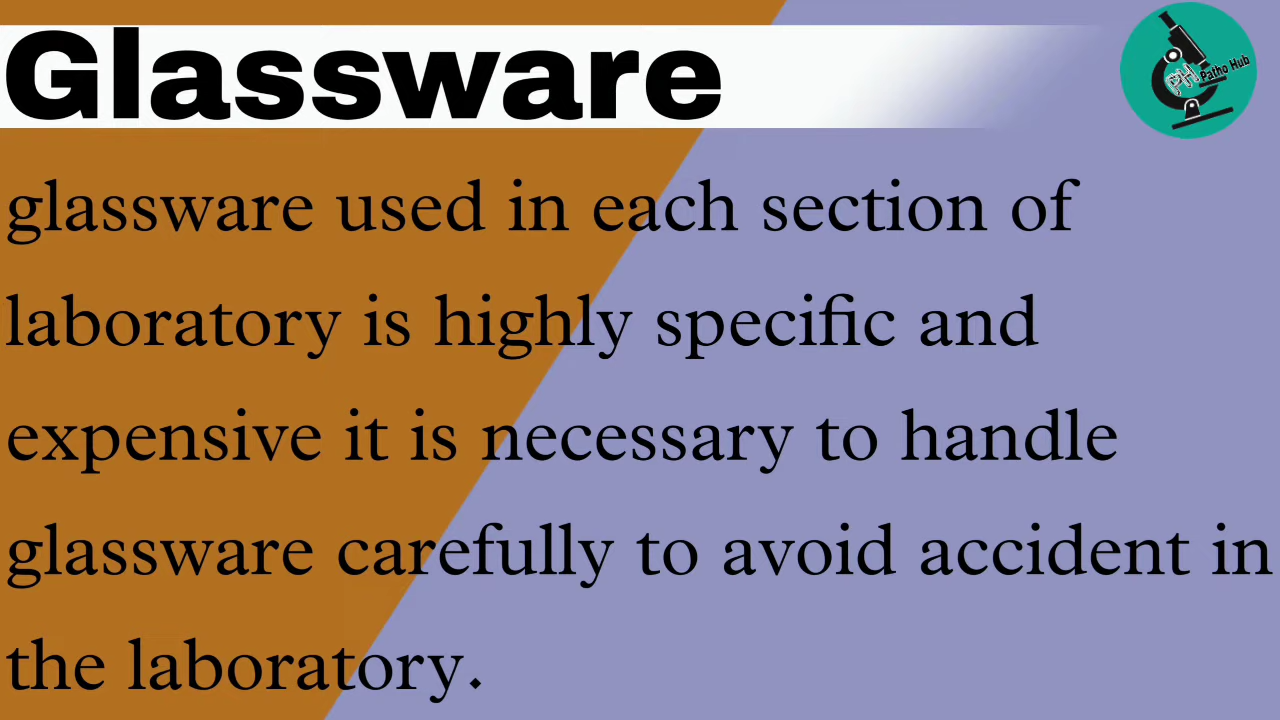 Glassware
PH Patho Hub
glassware used in each section of
laboratory is highly specific and
expensive it is necessary to handle
glassware carefully to avoid accident in
the laboratory.